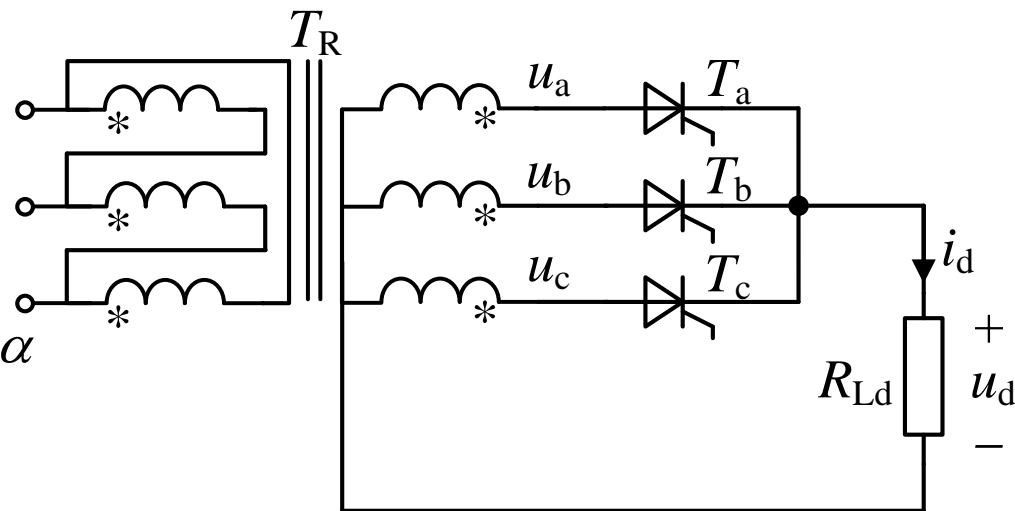 T_R
u_a T_a
* *
u_b T_b
* *
i_d
u_c T_c
* *
α
+
R_Ld u_d
−